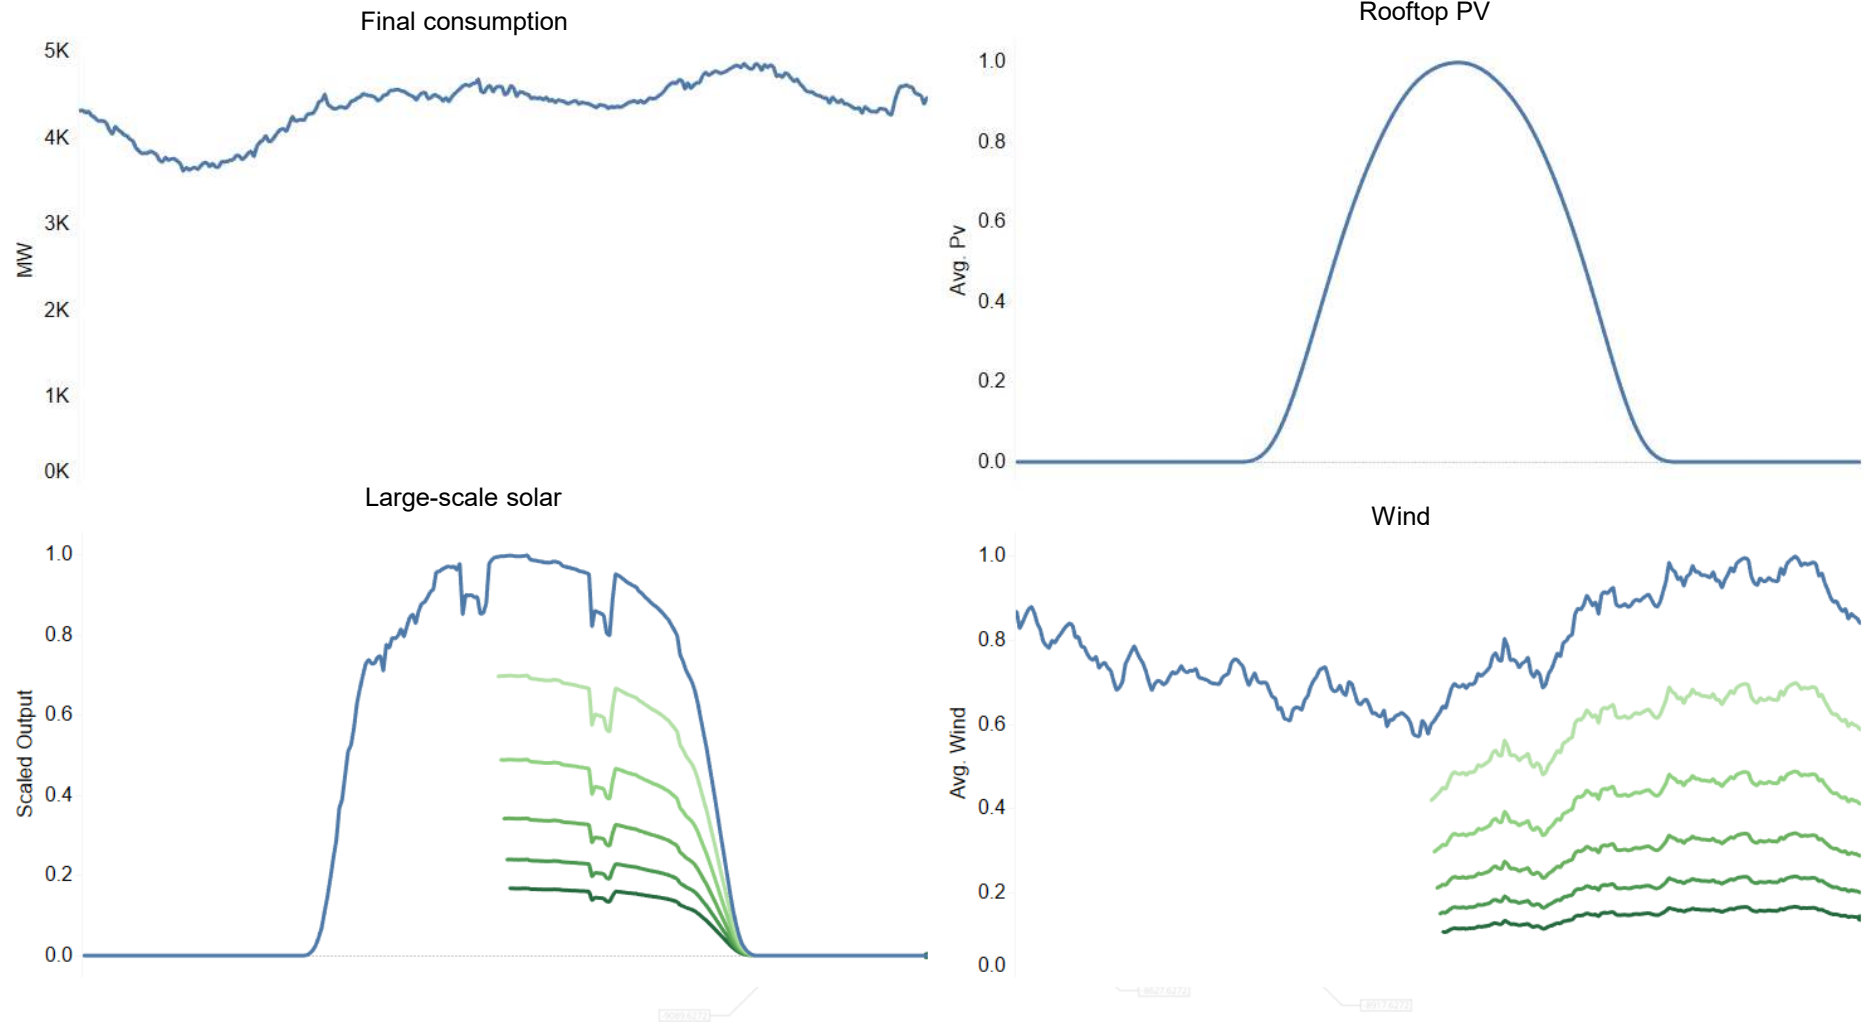 Final consumption
5K
4K
3K
2K
1K
0K
MW
Rooftop PV
1.0
0.8
0.6
0.4
0.2
0.0
Avg. Pv
Large-scale solar
1.0
0.8
0.6
0.4
0.2
0.0
Scaled Output
Wind
1.0
0.8
0.6
0.4
0.2
0.0
Avg. Wind